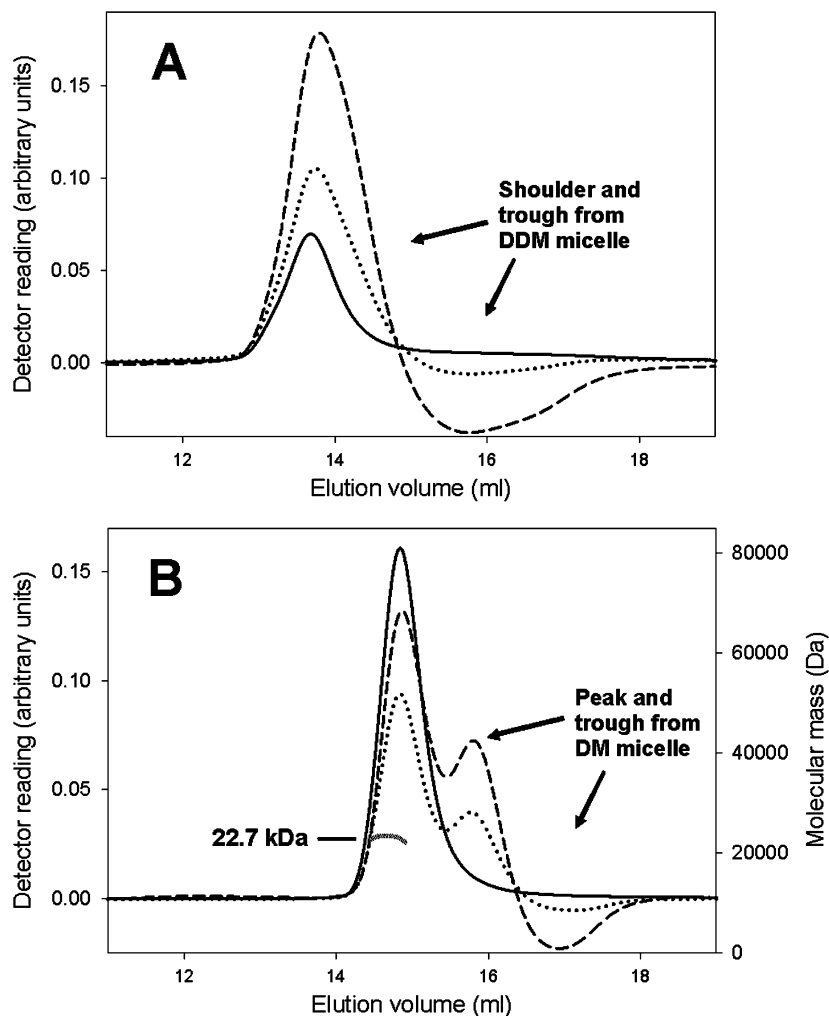 A
Detector reading (arbitrary units)
0.15
0.10
0.05
0.00
Shoulder and
trough from
DDM micelle
12
14
16
18
Elution volume (ml)
B
Detector reading (arbitrary units)
0.15
0.10
0.05
0.00
22.7 kDa
Peak and
trough from
DM micelle
80000
60000
40000
20000
0
Molecular mass (Da)
12
14
16
18
Elution volume (ml)